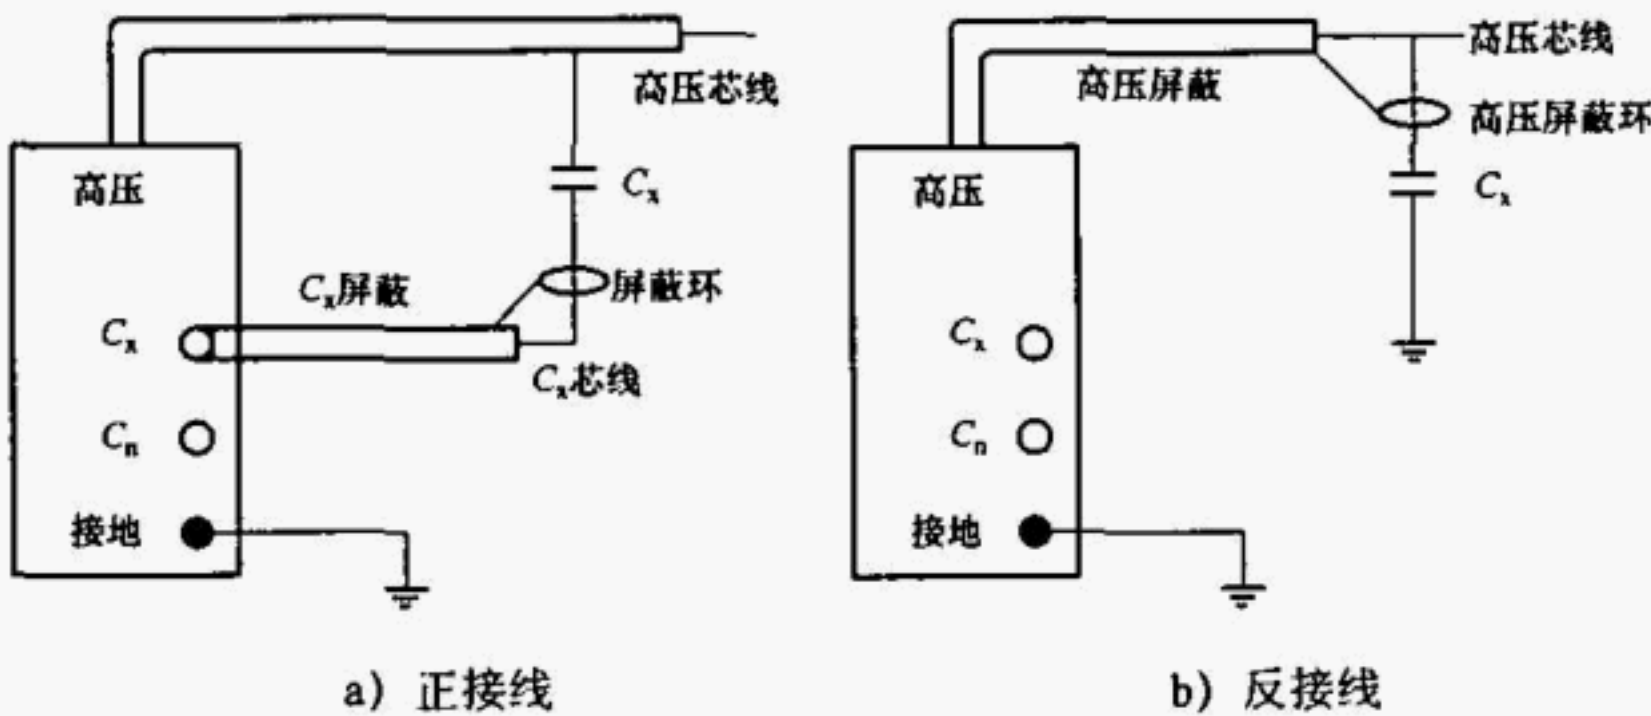 高压芯线
高压
Cx
Cx屏蔽
屏蔽环
Cx
Cx芯线
Cn
接地
a) 正接线
高压芯线
高压屏蔽
高压屏蔽环
高压
Cx
Cx
Cn
接地
b) 反接线